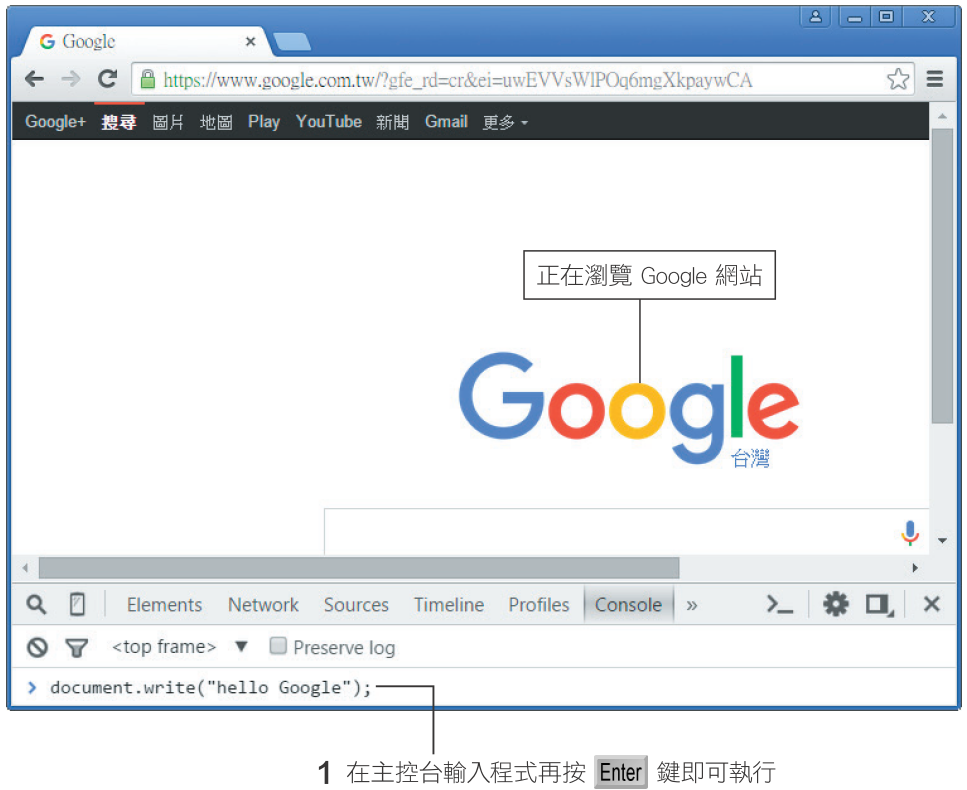 Google
https://www.google.com.tw/?gfe_rd=cr&ei=uwEVVsWlPOq6mgXkpaywCA
Google+ 搜尋 圖片 地圖 Play YouTube 新聞 Gmail 更多
正在瀏覽 Google 網站
Google
台灣
Elements Network Sources Timeline Profiles Console »
<top frame> ▼ Preserve log
> document.write("hello Google");
1 在主控台輸入程式再按 Enter 鍵即可執行